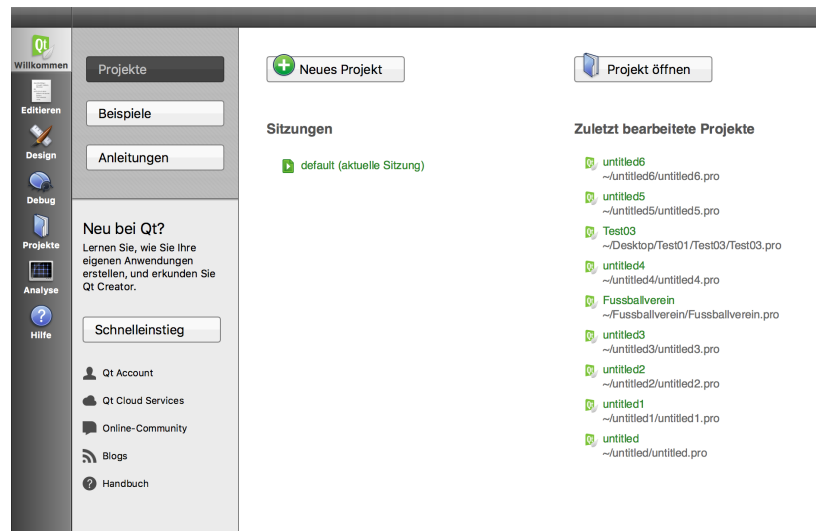 Qt
Willkommen
Editieren
Design
Debug
Projekte
Analyse
Hilfe
Projekte
Beispiele
Anleitungen
Neu bei Qt?
Lernen Sie, wie Sie Ihre
eigenen Anwendungen
erstellen, und erkunden Sie
Qt Creator.
Schnelleinstieg
Qt Account
Qt Cloud Services
Online-Community
Blogs
Handbuch
Neues Projekt
Sitzungen
default (aktuelle Sitzung)
Projekt öffnen
Zuletzt bearbeitete Projekte
untitled6
~/untitled6/untitled6.pro
untitled5
~/untitled5/untitled5.pro
Test03
~/Desktop/Test01/Test03/Test03.pro
untitled4
~/untitled4/untitled4.pro
Fussballverein
~/Fussballverein/Fussballverein.pro
untitled3
~/untitled3/untitled3.pro
untitled2
~/untitled2/untitled2.pro
untitled1
~/untitled1/untitled1.pro
untitled
~/untitled/untitled.pro